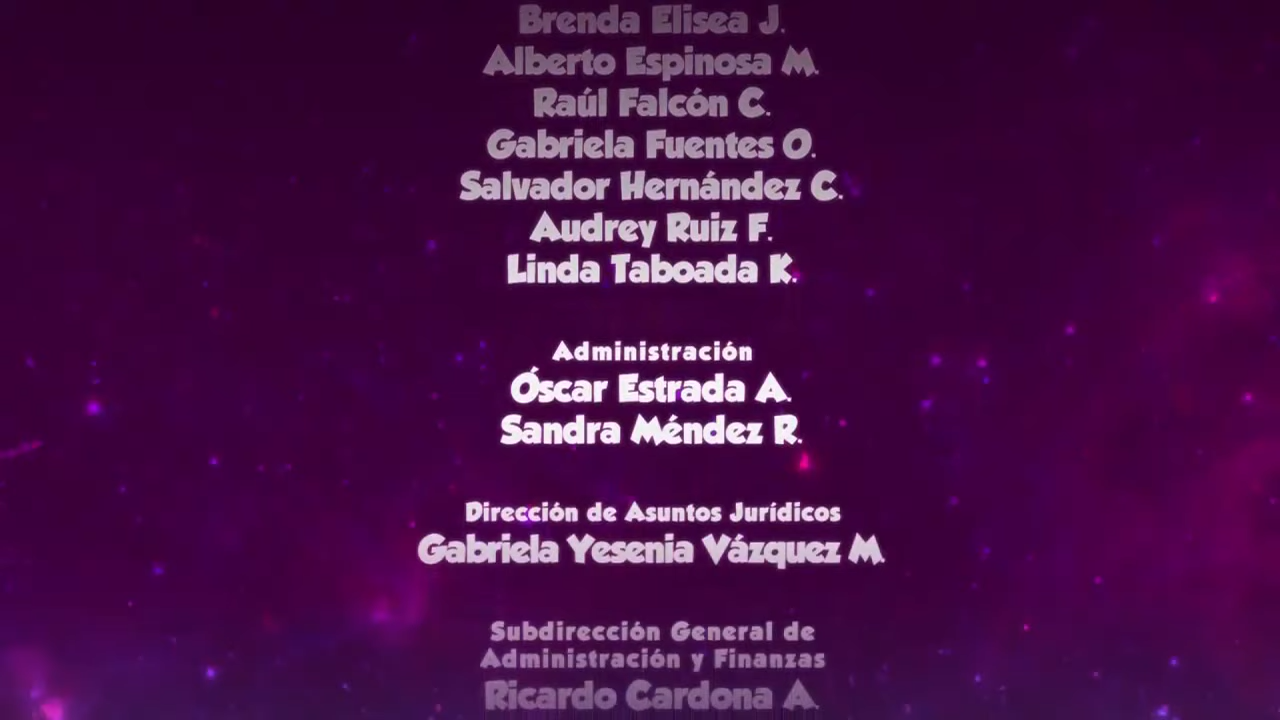 Brenda Elisea J.
Alberto Espinosa M.
Raúl Falcón C.
Gabriela Fuentes O.
Salvador Hernández C.
Audrey Ruiz F.
Linda Taboada K.
Administración
Óscar Estrada A.
Sandra Méndez R.
Dirección de Asuntos Jurídicos
Gabriela Yesenia Vázquez M.
Subdirección General de
Administración y Finanzas
Ricardo Cardona A.